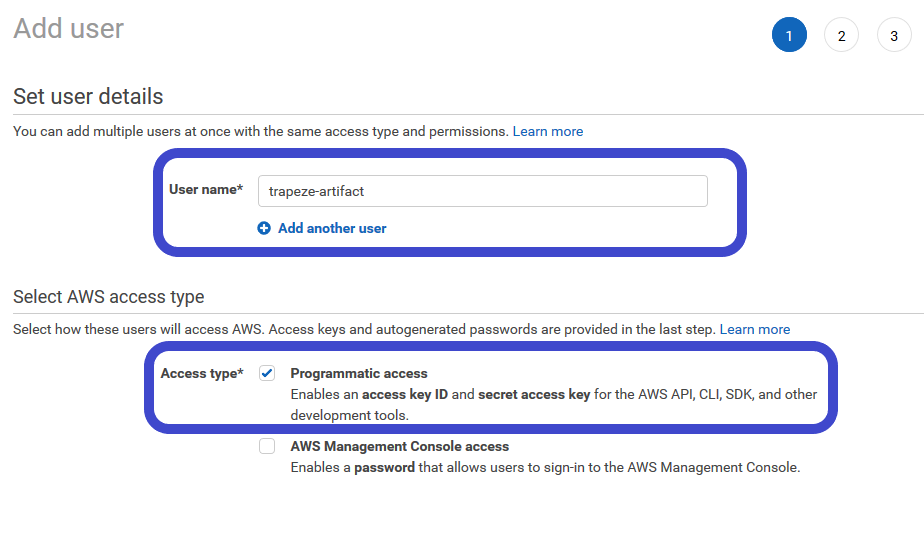 Add user
1 2 3
Set user details
You can add multiple users at once with the same access type and permissions. Learn more
User name* trapeze-artifact
Add another user
Select AWS access type
Select how these users will access AWS. Access keys and autogenerated passwords are provided in the last step. Learn more
Access type* Programmatic access
Enables an access key ID and secret access key for the AWS API, CLI, SDK, and other
development tools.
AWS Management Console access
Enables a password that allows users to sign-in to the AWS Management Console.